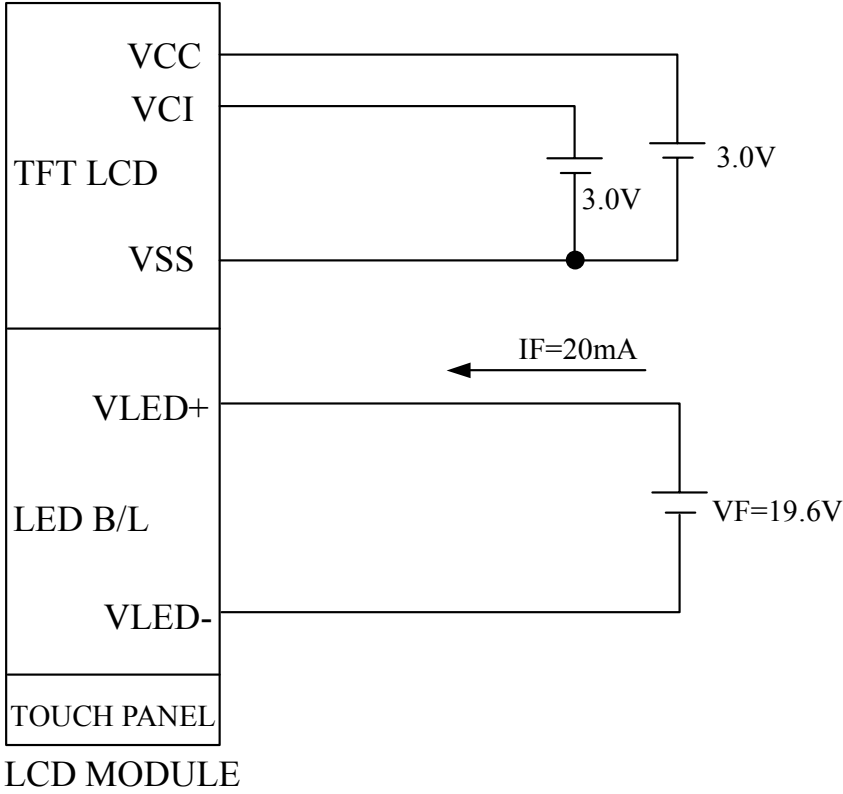 VCC
VCI
TFT LCD
3.0V
3.0V
VSS
IF=20mA
VLED+
LED B/L
VF=19.6V
VLED-
TOUCH PANEL
LCD MODULE